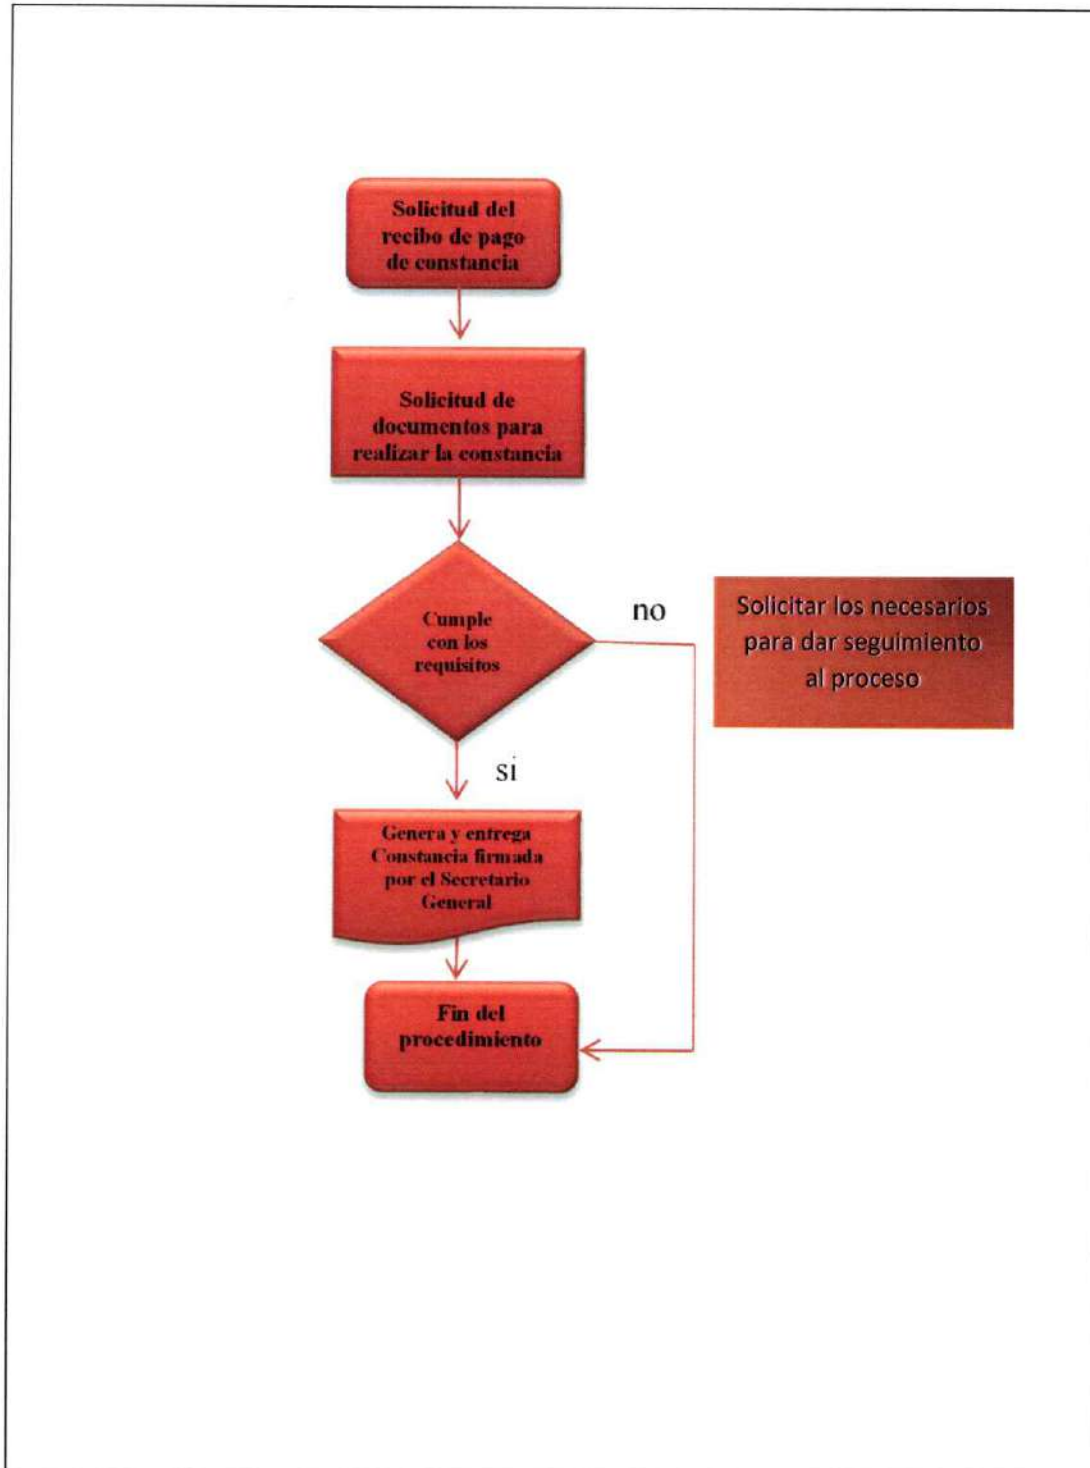 Solicitud del
recibo de pago
de constancia
Solicitud de
documentos para
realizar la constancia
Cumple
con los
requisitos
no
Solicitar los necesarios
para dar seguimiento
al proceso
si
Genera y entrega
Constancia firmada
por el Secretario
General
Fin del
procedimiento